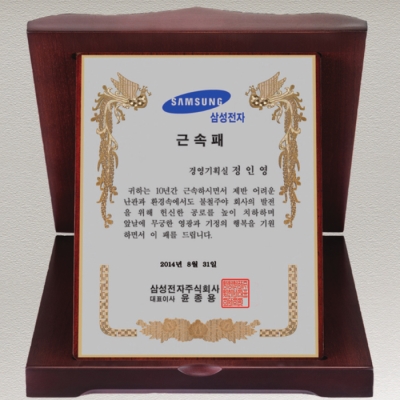 SAMSUNG
삼성전자
근속패
경영기획실 정인영
귀하는 10년간 근속하시면서 제반 어려운
난관과 환경속에서도 불철주야 회사의 발전
을 위해 헌신한 공로를 높이 치하하며
앞날에 무궁한 영광과 가정의 행복을 기원
하면서 이 패를 드립니다.
2014년 8월 31일
삼성전자주식회사
대표이사 윤종용